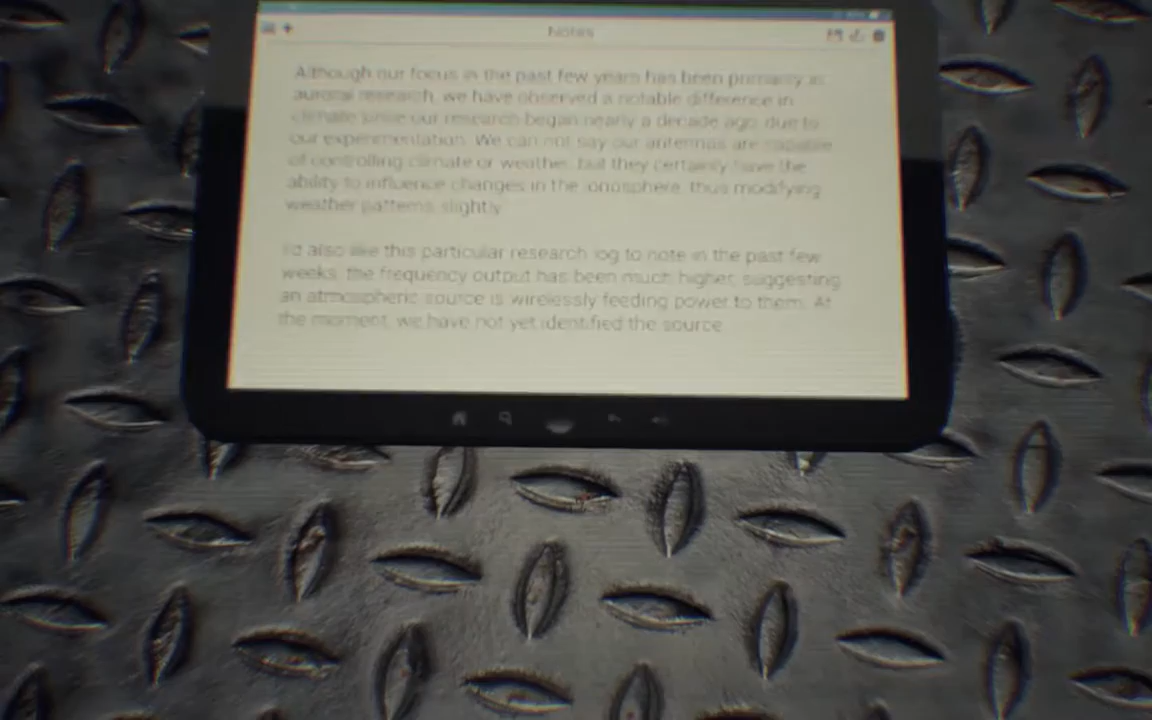 Notes
Although our focus in the past few years has been primarily in
auroral research, we have observed a notable difference in
climate since our research began nearly a decade ago, due to
our experimentation. We can not say our antennas are capable
of controlling climate or weather, but they certainly have the
ability to influence changes in the ionosphere, thus modifying
weather patterns slightly.
I'd also like this particular research log to note in the past few
weeks, the frequency output has been much higher, suggesting
an atmospheric source is wirelessly feeding power to them. At
the moment, we have not yet identified the source.